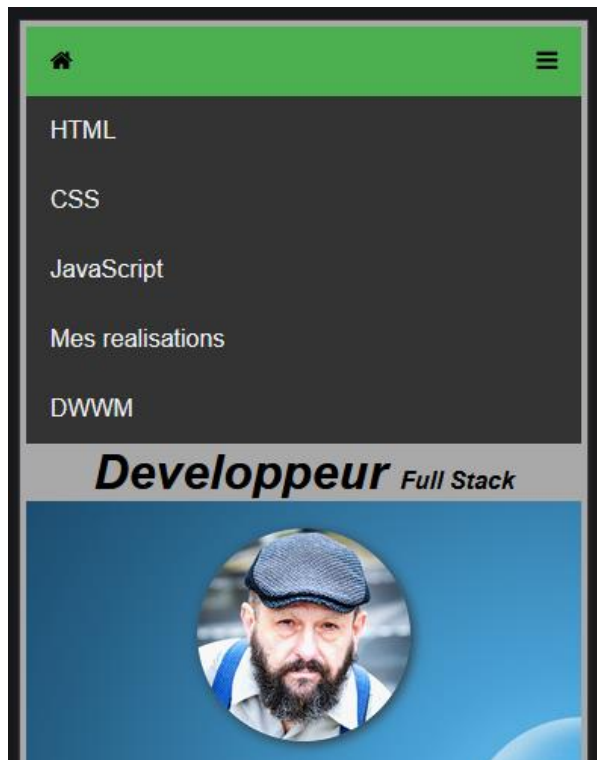 HTML
CSS
JavaScript
Mes realisations
DWWM
Developpeur Full Stack